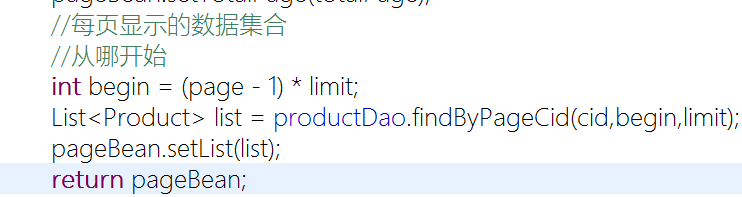 //每页显示的数据集合
//从哪开始
int begin = (page - 1) * limit;
List<Product> list = productDao.findByPageCid(cid,begin,limit);
pageBean.setList(list);
return pageBean;